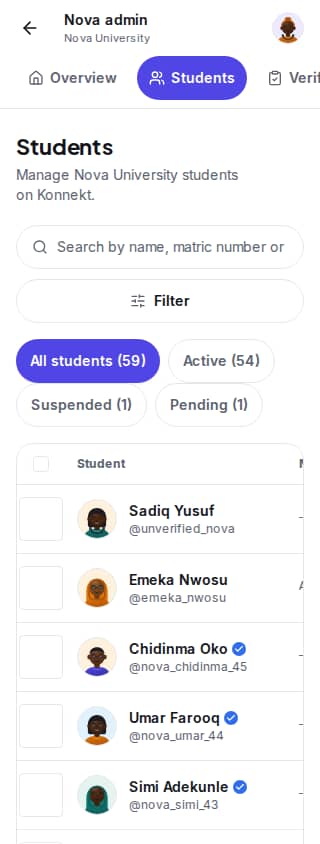 Nova admin
Nova University
Overview
Students
Students
Manage Nova University students
on Konnekt.
Search by name, matric number or
Filter
All students (59)
Active (54)
Suspended (1)
Pending (1)
Student
Sadiq Yusuf
@unverified_nova
Emeka Nwosu
@emeka_nwosu
Chidinma Oko
@nova_chidinma_45
Umar Farooq
@nova_umar_44
Simi Adekunle
@nova_simi_43